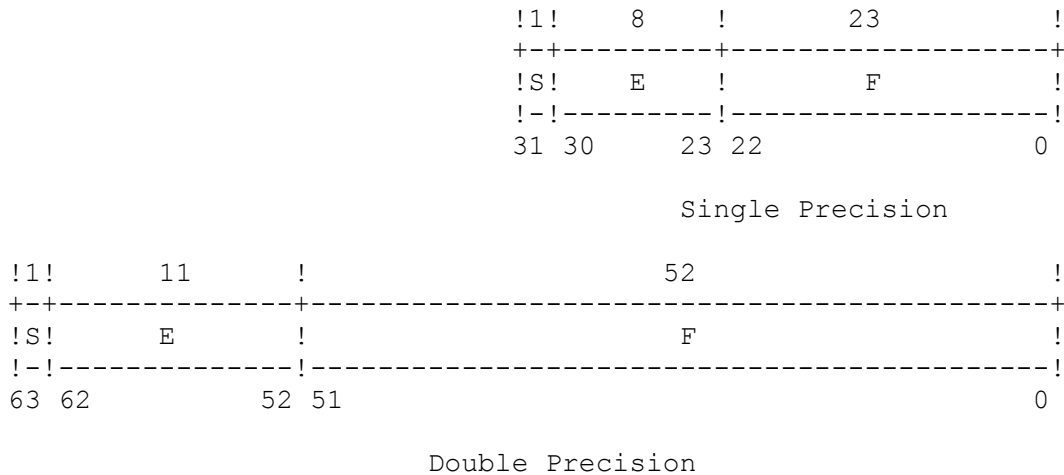 !1!    8    !       23          !
                              +-+---------+-------------------+
                              !S!    E    !        F          !
                              !-!---------!-------------------!
                              31 30     23 22                0

                                        Single Precision

!1!      11      !                     52                     !
+-+--------------+--------------------------------------------+
!S!      E       !                      F                     !
!-!--------------!--------------------------------------------!
63 62          52 51                                         0

                         Double Precision